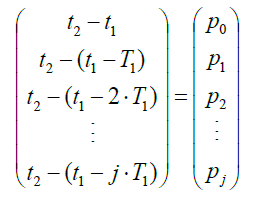 t₂ − t₁ p₀
t₂ − (t₁ − T₁) p₁
t₂ − (t₁ − 2 · T₁) = p₂
⋮ ⋮
t₂ − (t₁ − j · T₁) pⱼ